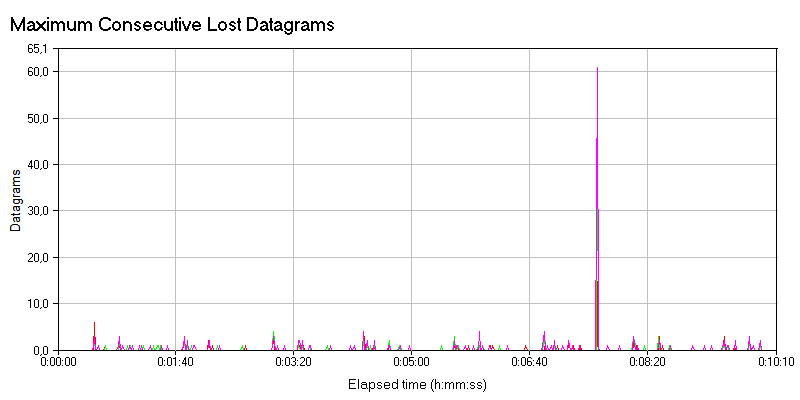 Maximum Consecutive Lost Datagrams
65,1
60,0
50,0
40,0
30,0
20,0
10,0
0,0
Datagrams
0:00:00 0:01:40 0:03:20 0:05:00 0:06:40 0:08:20 0:10:10
Elapsed time (h:mm:ss)